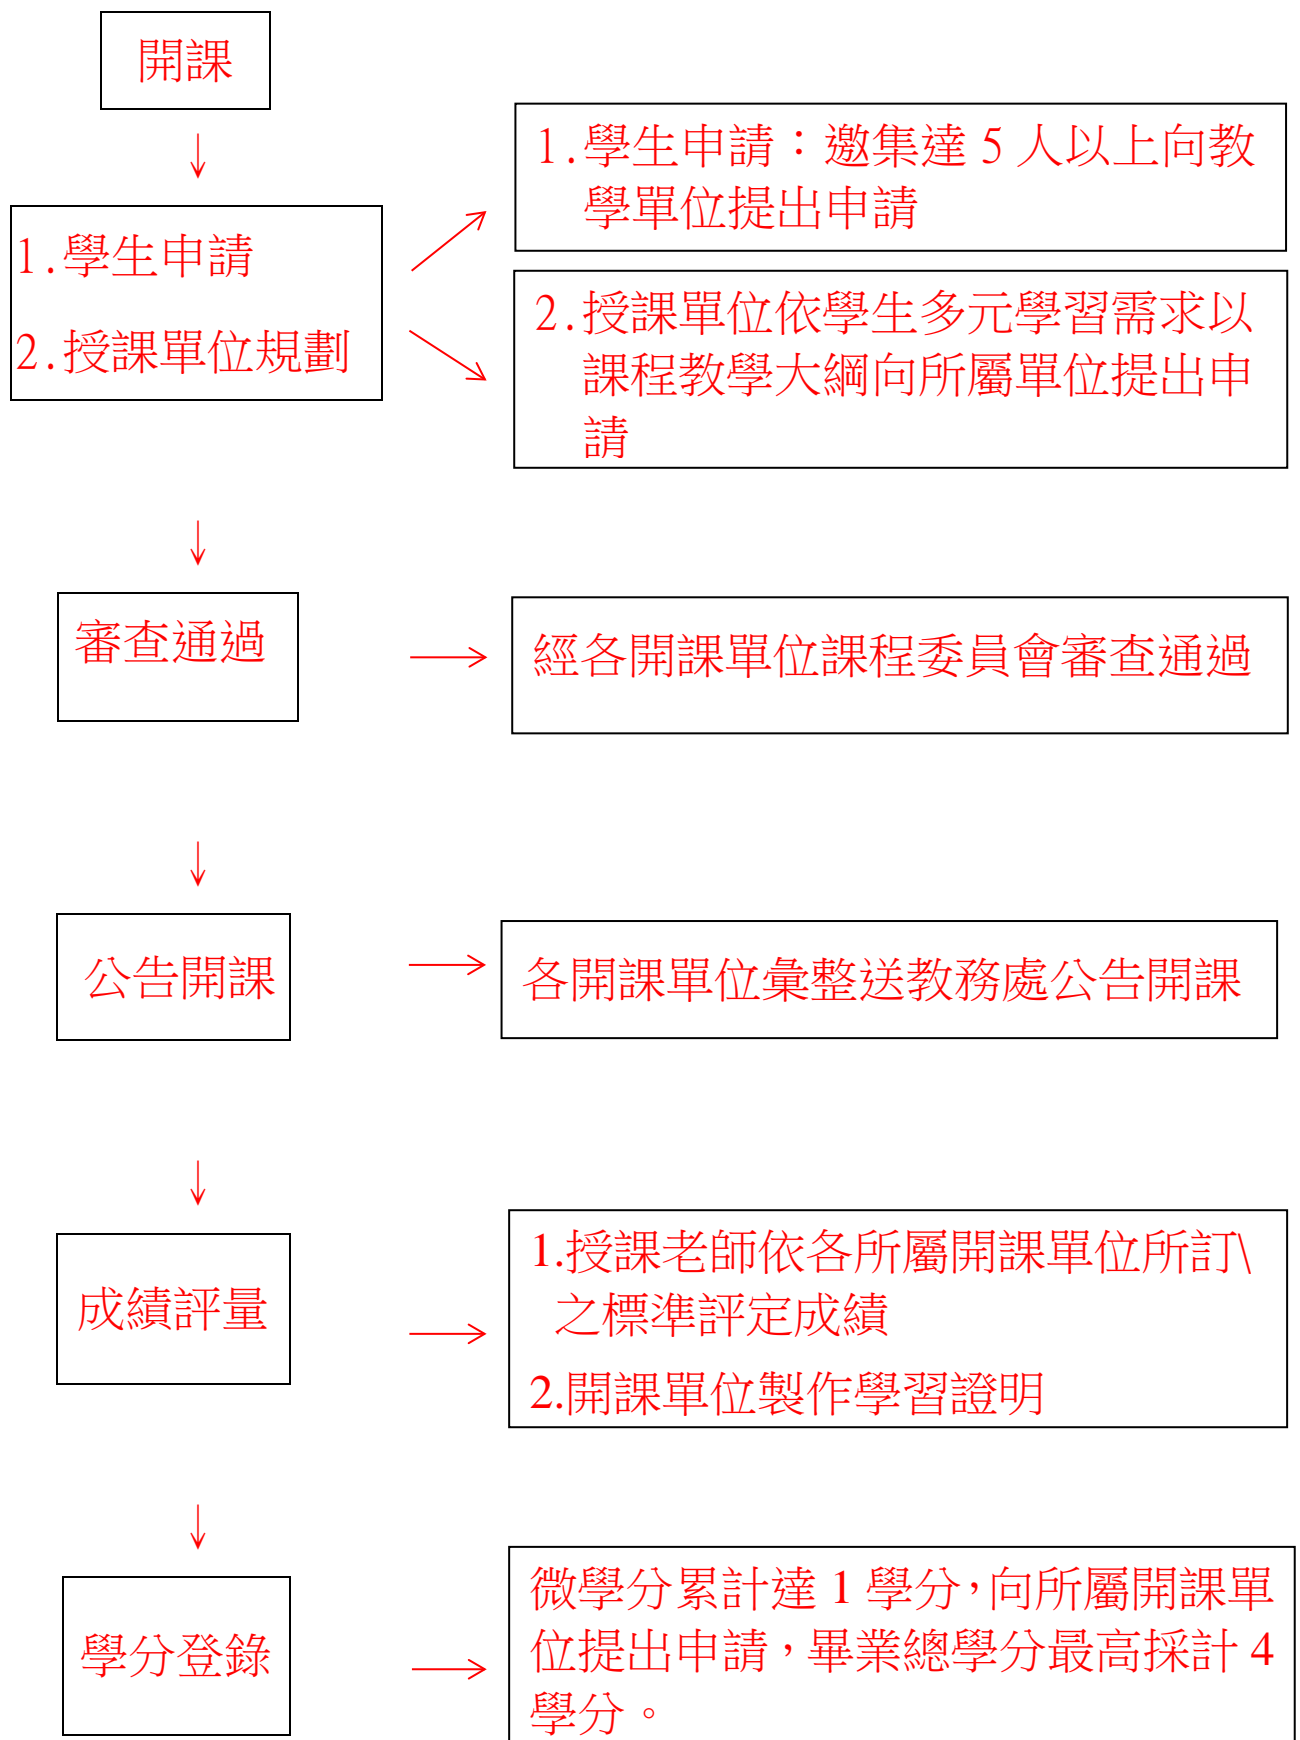 開課
1.學生申請
2.授課單位規劃
1.學生申請：邀集達 5 人以上向教
學單位提出申請
2.授課單位依學生多元學習需求以
課程教學大綱向所屬單位提出申
請
審查通過
經各開課單位課程委員會審查通過
公告開課
各開課單位彙整送教務處公告開課
成績評量
1.授課老師依各所屬開課單位所訂\
之標準評定成績
2.開課單位製作學習證明
學分登錄
微學分累計達 1 學分，向所屬開課單
位提出申請，畢業總學分最高採計 4
學分。